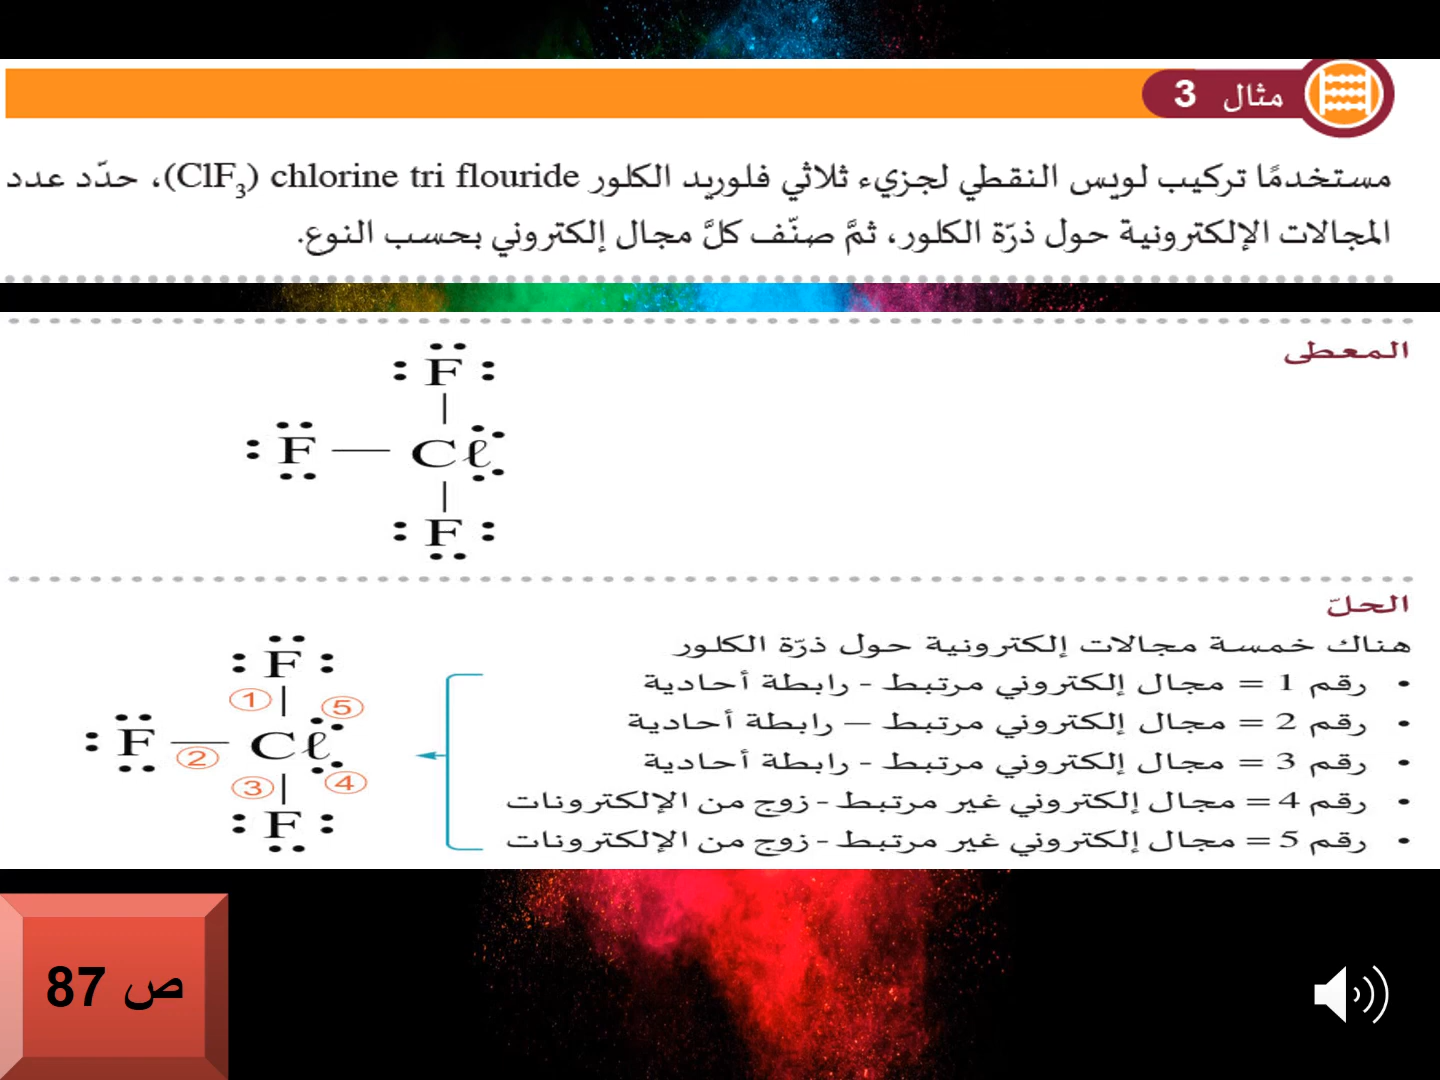 مثال 3
مستخدمًا تركيب لويس النقطي لجزيء ثلاثي فلوريد الكلور chlorine tri flouride (ClF₃)، حدّد عدد
المجالات الإلكترونية حول ذرّة الكلور، ثمَّ صنّف كلَّ مجال إلكتروني بحسب النوع.
المعطى
F
F — Cℓ
F
الحلّ
هناك خمسة مجالات إلكترونية حول ذرّة الكلور
• رقم 1 = مجال إلكتروني مرتبط - رابطة أحادية
• رقم 2 = مجال إلكتروني مرتبط – رابطة أحادية
• رقم 3 = مجال إلكتروني مرتبط - رابطة أحادية
• رقم 4 = مجال إلكتروني غير مرتبط - زوج من الإلكترونات
• رقم 5 = مجال إلكتروني غير مرتبط - زوج من الإلكترونات
F
1 5
F — Cℓ
2
3 4
F
ص 87